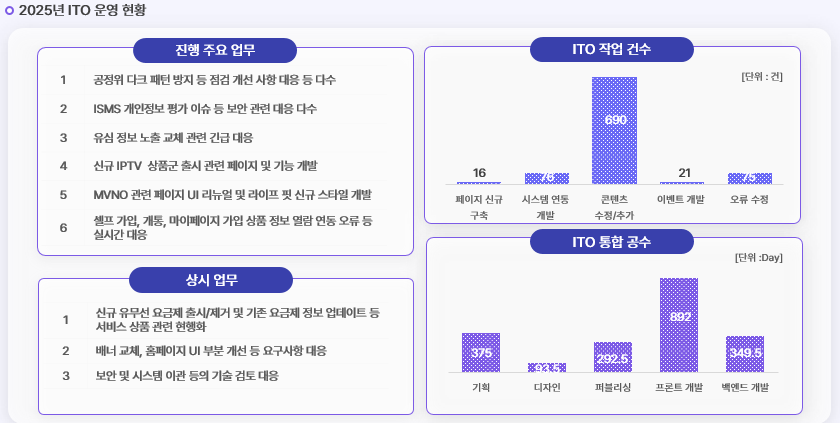 2025년 ITO 운영 현황
진행 주요 업무
1 공정위 다크 패턴 방지 등 점검 개선 사항 대응 등 다수
2 ISMS 개인정보 평가 이슈 등 보안 관련 대응 다수
3 유심 정보 노출 교체 관련 긴급 대응
4 신규 IPTV 상품군 출시 관련 페이지 및 기능 개발
5 MVNO 관련 페이지 UI 리뉴얼 및 라이프 핏 신규 스타일 개발
6 셀프 가입, 개통, 마이페이지 가입 상품 정보 열람 연동 오류 등
실시간 대응
상시 업무
1 신규 유무선 요금제 출시/제거 및 기존 요금제 정보 업데이트 등
서비스 상품 관련 현행화
2 배너 교체, 홈페이지 UI 부분 개선 등 요구사항 대응
3 보안 및 시스템 이관 등의 기술 검토 대응
ITO 작업 건수
[단위 : 건]
16 76 690 21 75
페이지 신규 시스템 연동 콘텐츠 이벤트 개발 오류 수정
구축 개발 수정/추가
ITO 통합 공수
[단위 :Day]
375 93.5 292.5 892 349.5
기획 디자인 퍼블리싱 프론트 개발 백엔드 개발